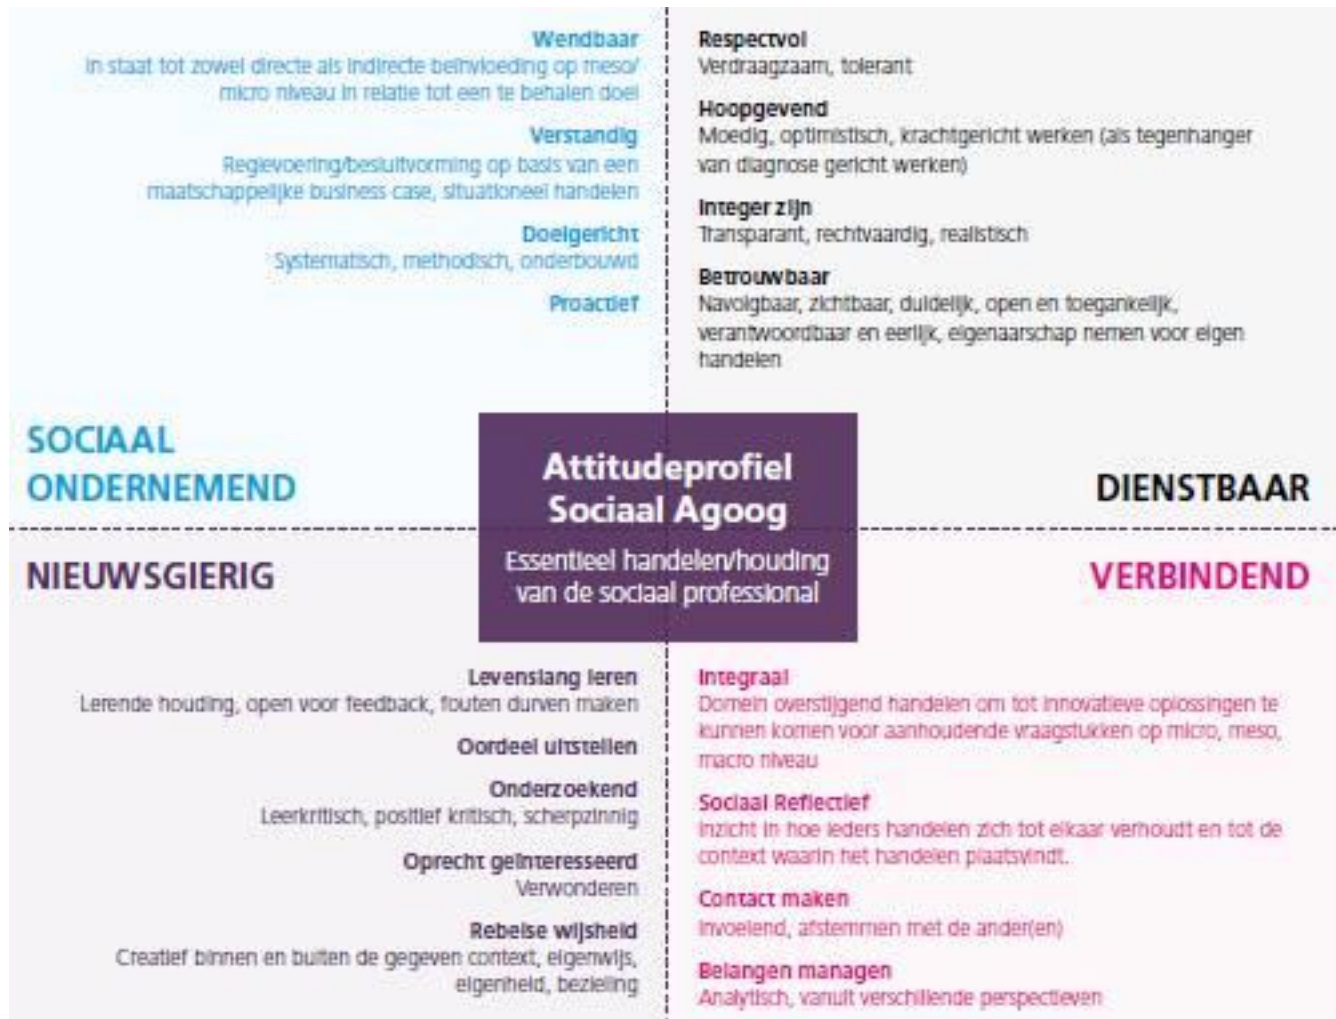 Wendbaar
In staat tot zowel directe als indirecte beïnvloeding op meso/
micro niveau in relatie tot een te behalen doel
Verstandig
Regievoering/besluitvorming op basis van een
maatschappelijke business case, situationeel handelen
Doelgericht
Systematisch, methodisch, onderbouwd
Proactief
SOCIAAL
ONDERNEMEND
Respectvol
Verdraagzaam, tolerant
Hoopgevend
Moedig, optimistisch, krachtgericht werken (als tegenhanger
van diagnose gericht werken)
Integer zijn
Transparant, rechtvaardig, realistisch
Betrouwbaar
Navolgbaar, zichtbaar, duidelijk, open en toegankelijk,
verantwoordbaar en eerlijk, eigenaarschap nemen voor eigen
handelen
DIENSTBAAR
Attitudeprofiel
Sociaal Agoog
Essentieel handelen/houding
van de sociaal professional
NIEUWSGIERIG
Levenslang leren
Lerende houding, open voor feedback, fouten durven maken
Oordeel uitstellen
Onderzoekend
Leerkritisch, positief kritisch, scherpzinnig
Oprecht geïnteresseerd
Verwonderen
Rebelse wijsheid
Creatief binnen en buiten de gegeven context, eigenwijs,
eigenheid, bezieling
VERBINDEND
Integraal
Domein overstijgend handelen om tot innovatieve oplossingen te
kunnen komen voor aanhoudende vraagstukken op micro, meso,
macro niveau
Sociaal Reflectief
Inzicht in hoe ieders handelen zich tot elkaar verhoudt en tot de
context waarin het handelen plaatsvindt.
Contact maken
Invoelend, afstemmen met de ander(en)
Belangen managen
Analytisch, vanuit verschillende perspectieven